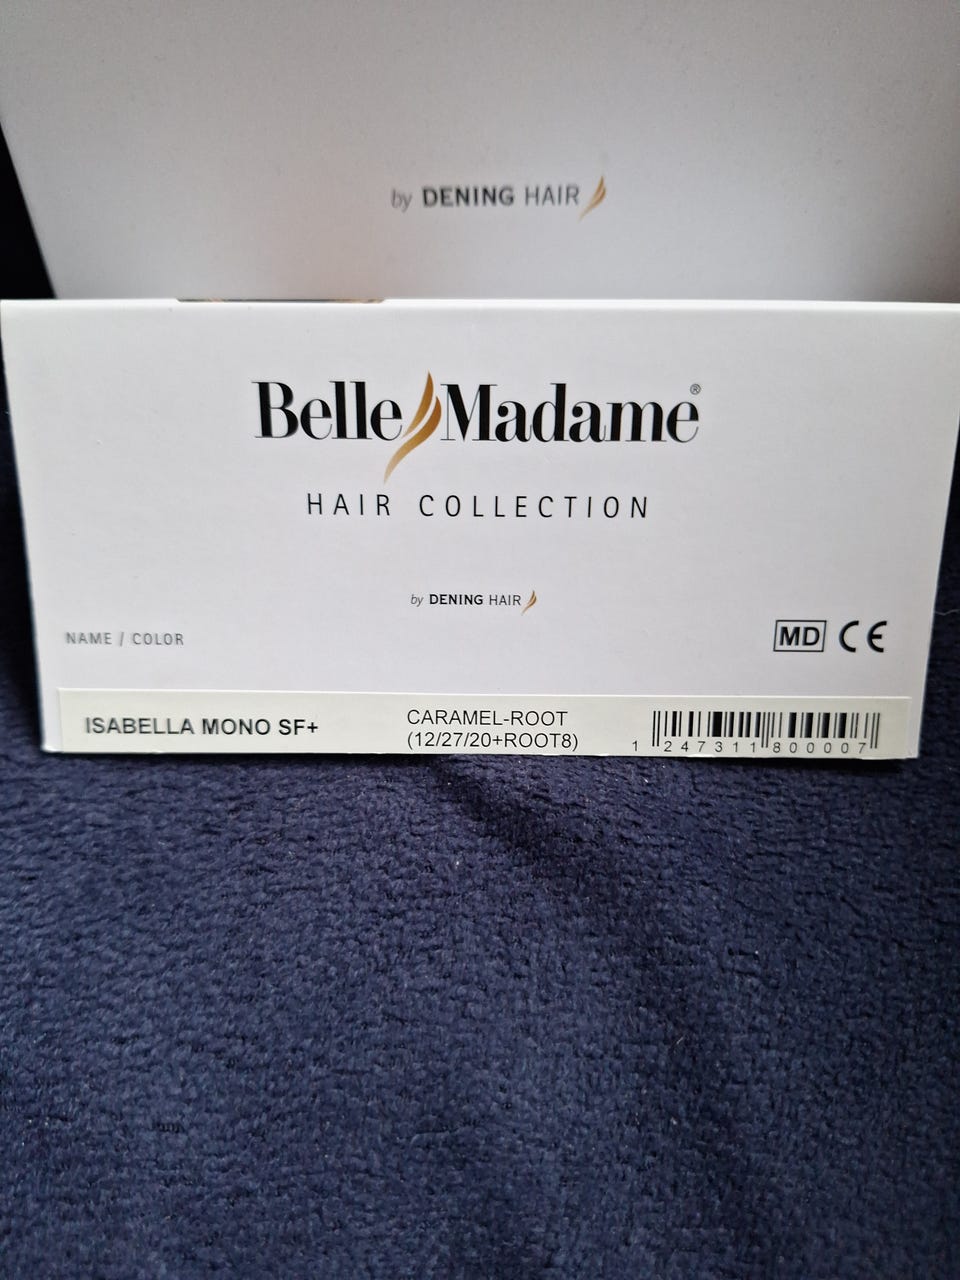 by DENING HAIR
Belle Madame®
HAIR COLLECTION
by DENING HAIR
NAME / COLOR
MD CE
ISABELLA MONO SF+
CARAMEL-ROOT
(12/27/20+ROOT8)
1 247311 800007